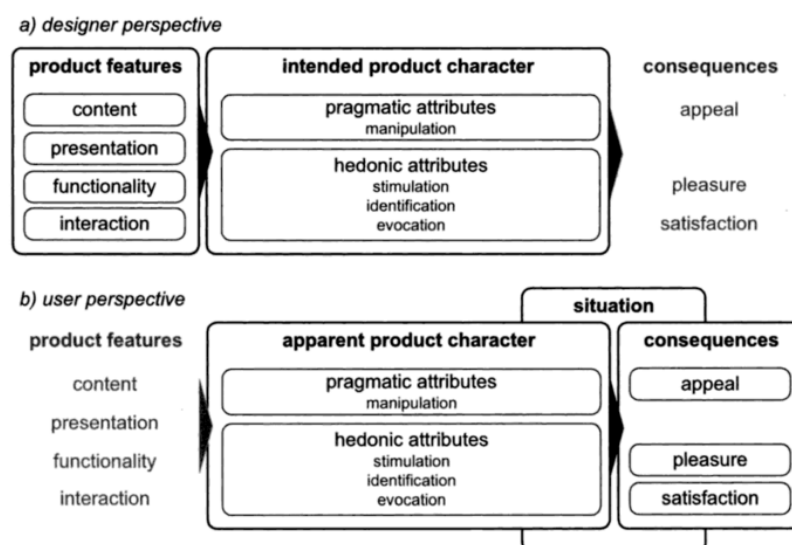 a) designer perspective
product features
content
presentation
functionality
interaction
intended product character
pragmatic attributes
manipulation
hedonic attributes
stimulation
identification
evocation
consequences
appeal
pleasure
satisfaction
b) user perspective
situation
product features
content
presentation
functionality
interaction
apparent product character
pragmatic attributes
manipulation
hedonic attributes
stimulation
identification
evocation
consequences
appeal
pleasure
satisfaction